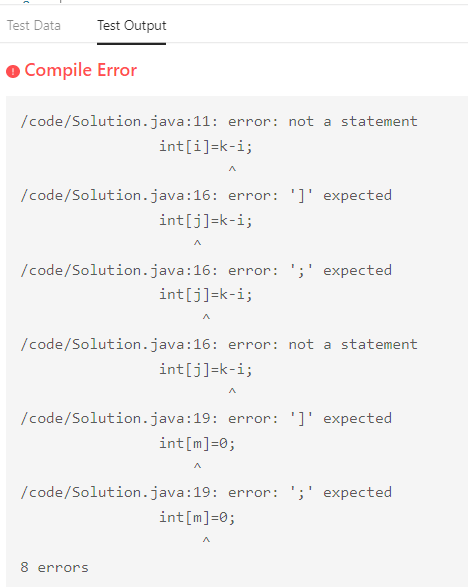 Test Data Test Output
Compile Error
/code/Solution.java:11: error: not a statement
int[i]=k-i;
^
/code/Solution.java:16: error: ']' expected
int[j]=k-i;
^
/code/Solution.java:16: error: ';' expected
int[j]=k-i;
^
/code/Solution.java:16: error: not a statement
int[j]=k-i;
^
/code/Solution.java:19: error: ']' expected
int[m]=0;
^
/code/Solution.java:19: error: ';' expected
int[m]=0;
^
8 errors